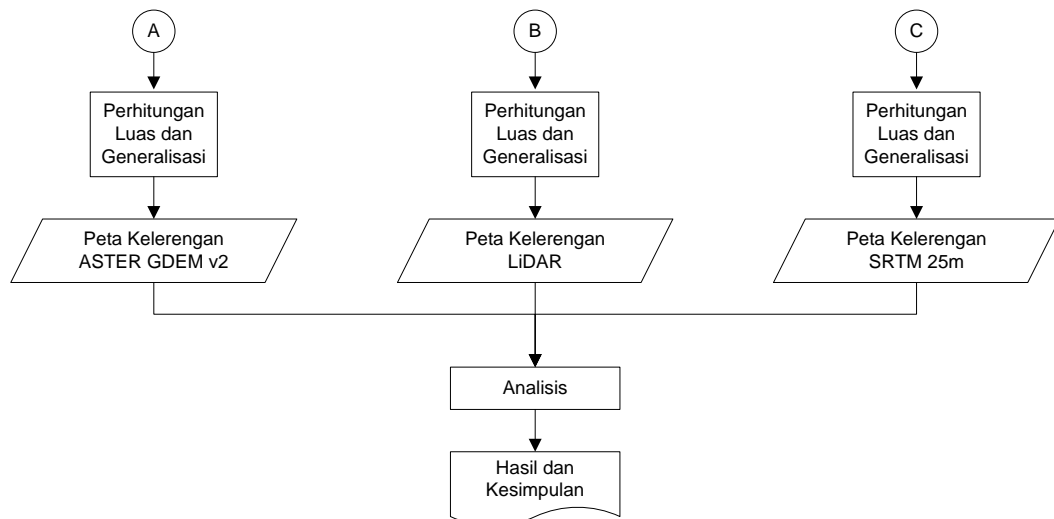 A
B
C
Perhitungan
Luas dan
Generalisasi
Perhitungan
Luas dan
Generalisasi
Perhitungan
Luas dan
Generalisasi
Peta Kelerengan
ASTER GDEM v2
Peta Kelerengan
LiDAR
Peta Kelerengan
SRTM 25m
Analisis
Hasil dan
Kesimpulan